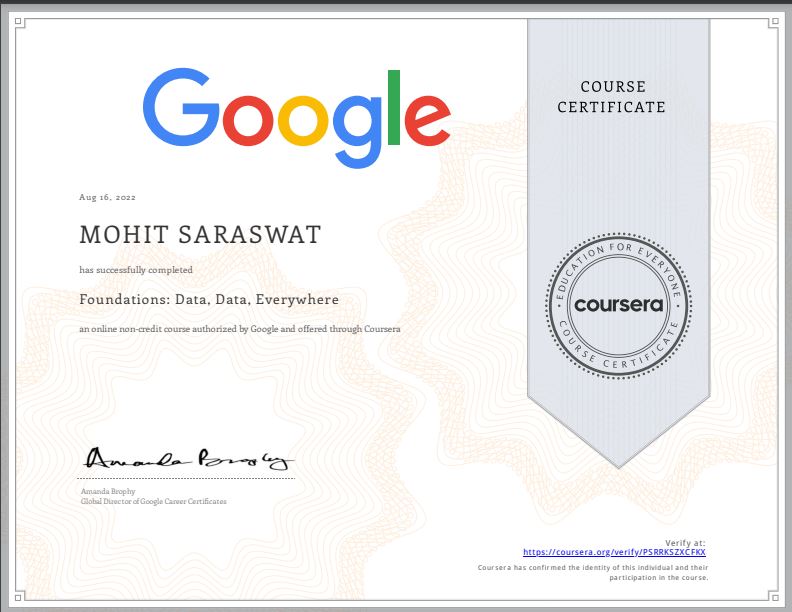 Google
COURSE
CERTIFICATE
Aug 16, 2022
MOHIT SARASWAT
has successfully completed
Foundations: Data, Data, Everywhere
an online non-credit course authorized by Google and offered through Coursera
EDUCATION FOR EVERYONE
coursera
COURSE CERTIFICATE
Amanda Brophy
Amanda Brophy
Global Director of Google Career Certificates
Verify at:
https://coursera.org/verify/PSRRKSZXCFKX
Coursera has confirmed the identity of this individual and their
participation in the course.